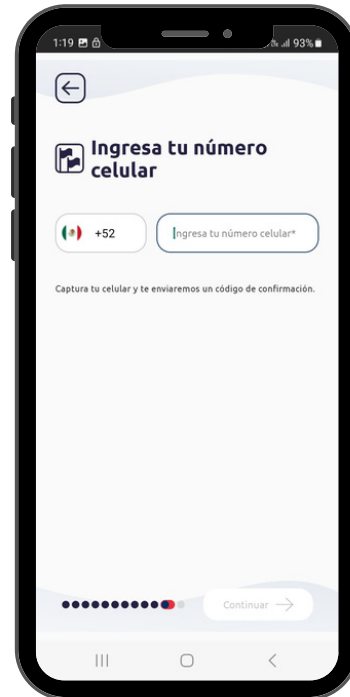 1:19
93%
Ingresa tu número
celular
+52
Ingresa tu número celular*
Captura tu celular y te enviaremos un código de confirmación.
Continuar